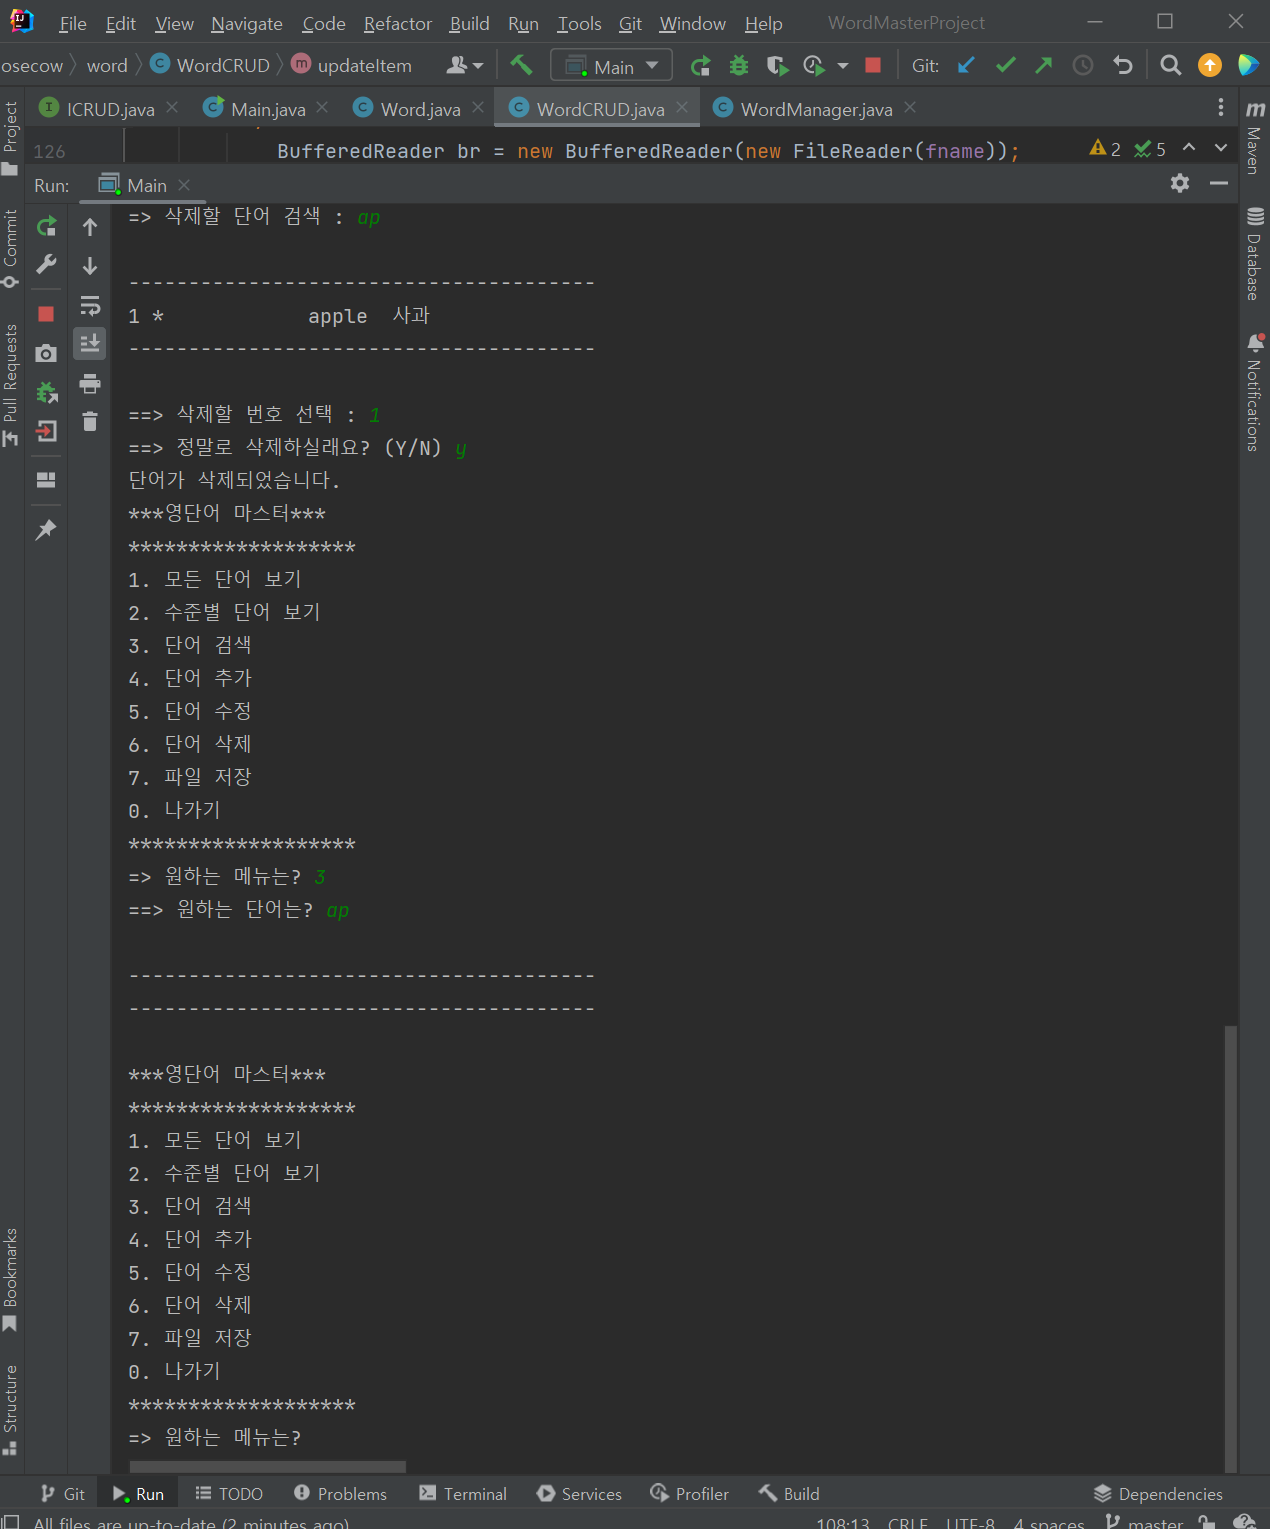 File Edit View Navigate Code Refactor Build Run Tools Git Window Help WordMasterProject
osecow word WordCRUD updateItem Main Git:
ICRUD.java Main.java Word.java WordCRUD.java WordManager.java
126 BufferedReader br = new BufferedReader(new FileReader(fname)); 2 5
Run: Main
=> 삭제할 단어 검색 : ap
---------------------------------------
1 * apple 사과
---------------------------------------
==> 삭제할 번호 선택 : 1
==> 정말로 삭제하실래요? (Y/N) y
단어가 삭제되었습니다.
***영단어 마스터***
*******************
1. 모든 단어 보기
2. 수준별 단어 보기
3. 단어 검색
4. 단어 추가
5. 단어 수정
6. 단어 삭제
7. 파일 저장
0. 나가기
*******************
=> 원하는 메뉴는? 3
==> 원하는 단어는? ap
---------------------------------------
---------------------------------------
***영단어 마스터***
*******************
1. 모든 단어 보기
2. 수준별 단어 보기
3. 단어 검색
4. 단어 추가
5. 단어 수정
6. 단어 삭제
7. 파일 저장
0. 나가기
*******************
=> 원하는 메뉴는?
Project
Commit
Pull Requests
Bookmarks
Structure
m
Maven
Database
Notifications
Git Run TODO Problems Terminal Services Profiler Build Dependencies
All files are up-to-date (2 minutes ago) 108:13 CRLF UTF-8 4 spaces master